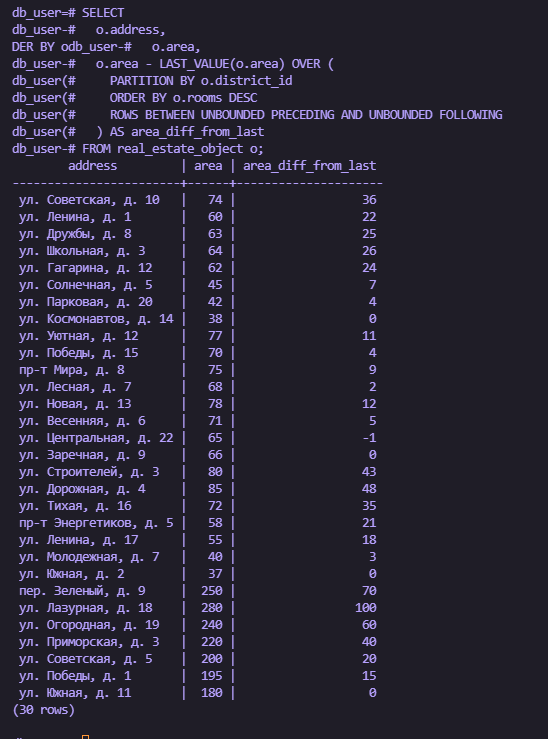 db_user=# SELECT
db_user-#   o.address,
DER BY odb_user-#   o.area,
db_user-#   o.area - LAST_VALUE(o.area) OVER (
db_user(#     PARTITION BY o.district_id
db_user(#     ORDER BY o.rooms DESC
db_user(#     ROWS BETWEEN UNBOUNDED PRECEDING AND UNBOUNDED FOLLOWING
db_user(#   ) AS area_diff_from_last
db_user-# FROM real_estate_object o;
address | area | area_diff_from_last
------------------------+------+---------------------
ул. Советская, д. 10 | 74 | 36
ул. Ленина, д. 1 | 60 | 22
ул. Дружбы, д. 8 | 63 | 25
ул. Школьная, д. 3 | 64 | 26
ул. Гагарина, д. 12 | 62 | 24
ул. Солнечная, д. 5 | 45 | 7
ул. Парковая, д. 20 | 42 | 4
ул. Космонавтов, д. 14 | 38 | 0
ул. Уютная, д. 12 | 77 | 11
ул. Победы, д. 15 | 70 | 4
пр-т Мира, д. 8 | 75 | 9
ул. Лесная, д. 7 | 68 | 2
ул. Новая, д. 13 | 78 | 12
ул. Весенняя, д. 6 | 71 | 5
ул. Центральная, д. 22 | 65 | -1
ул. Заречная, д. 9 | 66 | 0
ул. Строителей, д. 3 | 80 | 43
ул. Дорожная, д. 4 | 85 | 48
ул. Тихая, д. 16 | 72 | 35
пр-т Энергетиков, д. 5 | 58 | 21
ул. Ленина, д. 17 | 55 | 18
ул. Молодежная, д. 7 | 40 | 3
ул. Южная, д. 2 | 37 | 0
пер. Зеленый, д. 9 | 250 | 70
ул. Лазурная, д. 18 | 280 | 100
ул. Огородная, д. 19 | 240 | 60
ул. Приморская, д. 3 | 220 | 40
ул. Советская, д. 5 | 200 | 20
ул. Победы, д. 1 | 195 | 15
ул. Южная, д. 11 | 180 | 0
(30 rows)